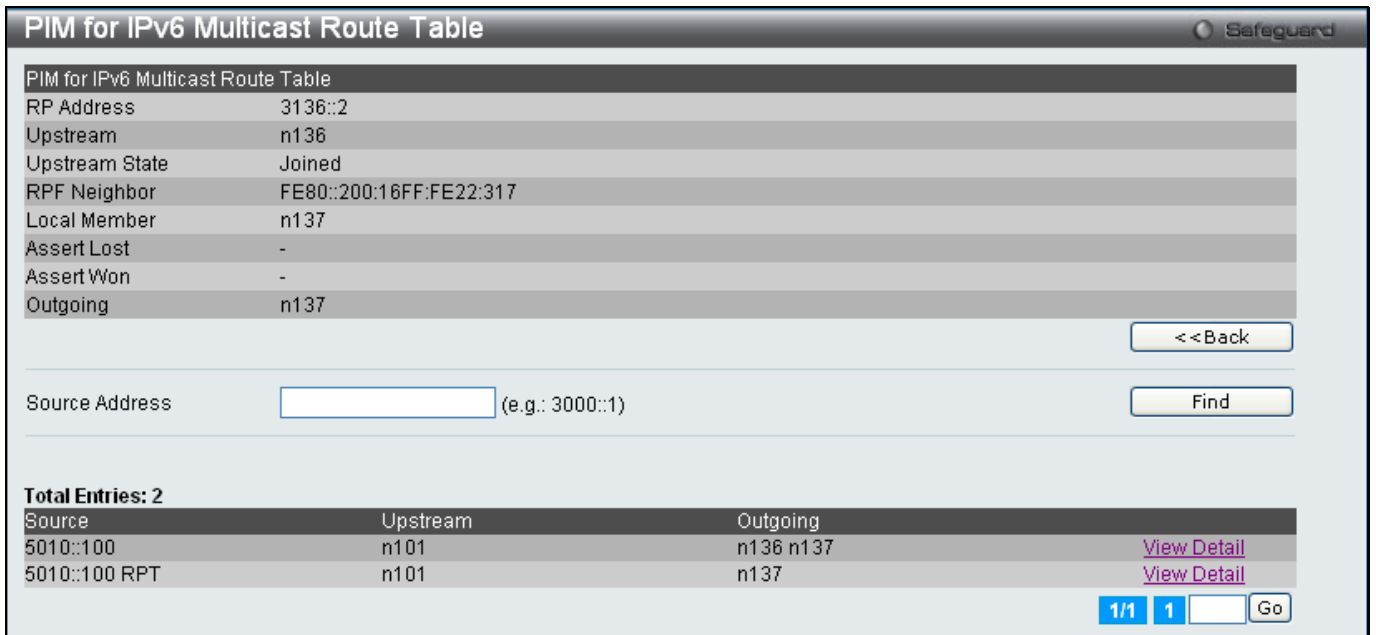 PIM for IPv6 Multicast Route Table
Safeguard
PIM for IPv6 Multicast Route Table
RP Address 3136::2
Upstream n136
Upstream State Joined
RPF Neighbor FE80::200:16FF:FE22:317
Local Member n137
Assert Lost -
Assert Won -
Outgoing n137
<<Back
Source Address (e.g.: 3000::1) Find
Total Entries: 2
Source Upstream Outgoing
5010::100 n101 n136 n137 View Detail
5010::100 RPT n101 n137 View Detail
1/1 1 Go